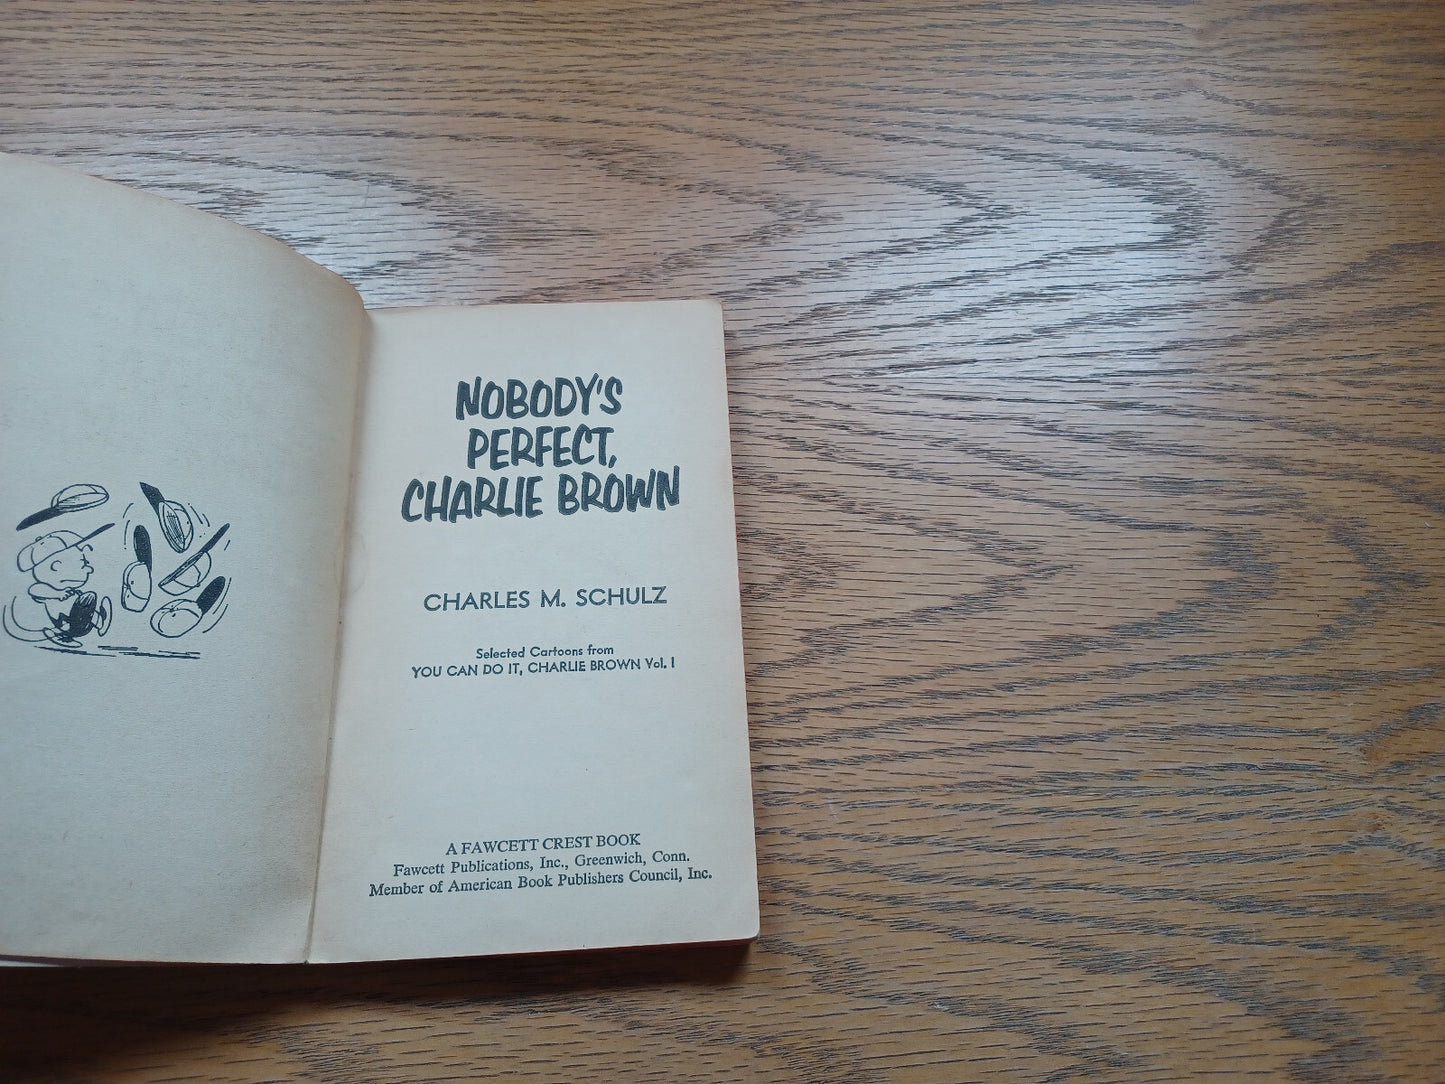 NOBODY'S
PERFECT,
CHARLIE BROWN
CHARLES M. SCHULZ
Selected Cartoons from
YOU CAN DO IT, CHARLIE BROWN Vol. I
A FAWCETT CREST BOOK
Fawcett Publications, Inc., Greenwich, Conn.
Member of American Book Publishers Council, Inc.